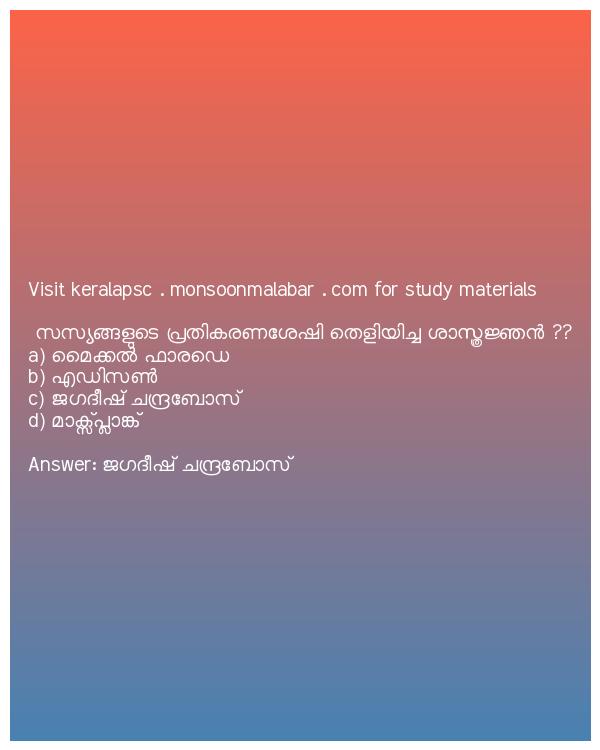 Visit keralapsc . monsoonmalabar . com for study materials
സസ്യങ്ങളുടെ പ്രതികരണശേഷി തെളിയിച്ച ശാസ്ത്രജ്ഞൻ ??
a) മൈക്കൽ ഫാരഡെ
b) എഡിസൺ
c) ജഗദീഷ് ചന്ദ്രബോസ്
d) മാക്സ്പ്ലാങ്ക്
Answer: ജഗദീഷ് ചന്ദ്രബോസ്